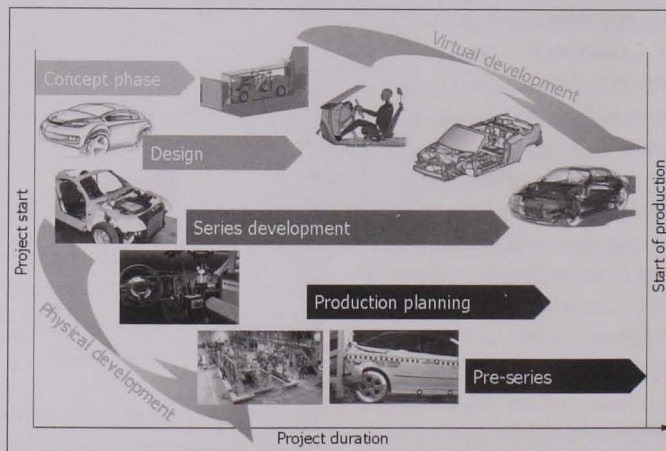 Virtual development
Concept phase
Design
Series development
Production planning
Pre-series
Physical development
Project start
Start of production
Project duration